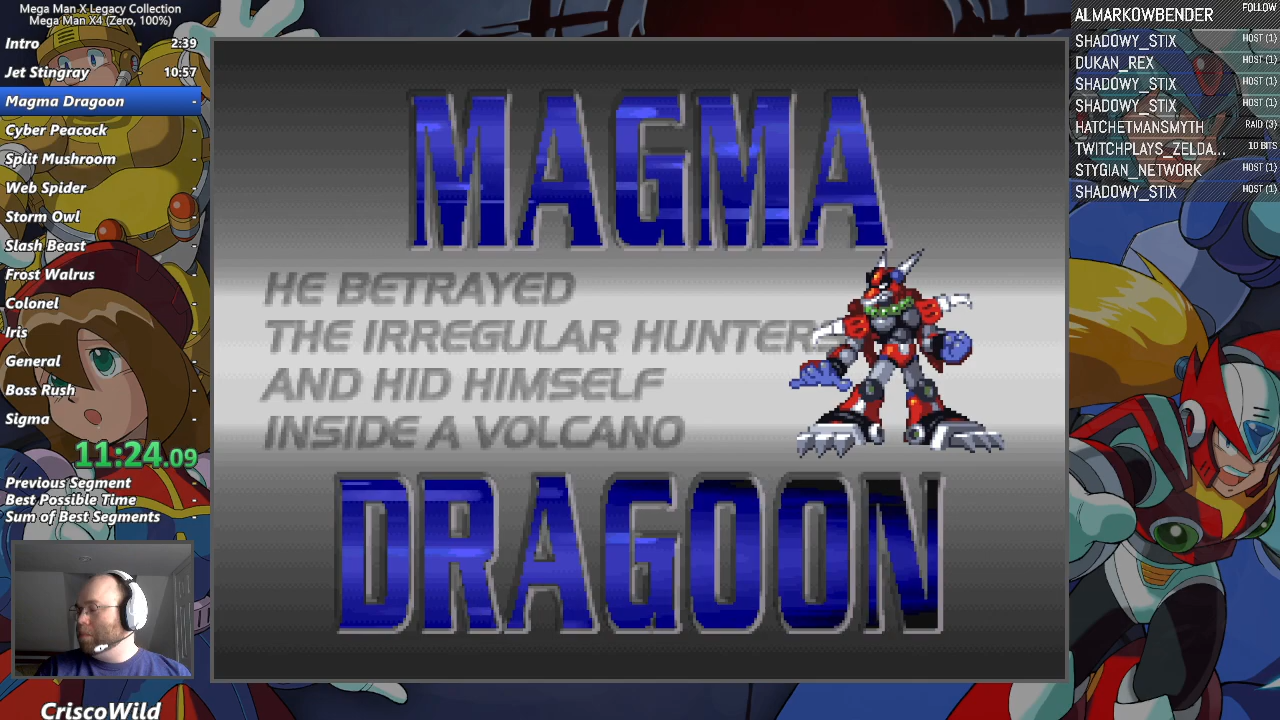 Mega Man X Legacy Collection
Mega Man X4 (Zero, 100%)
Intro 2:39
Jet Stingray 10:57
Magma Dragoon -
Cyber Peacock -
Split Mushroom -
Web Spider -
Storm Owl -
Slash Beast -
Frost Walrus -
Colonel -
Iris -
General -
Boss Rush -
Sigma -
11:24.09
Previous Segment -
Best Possible Time -
Sum of Best Segments -
CriscoWild
MAGMA
HE BETRAYED
THE IRREGULAR HUNTERS
AND HID HIMSELF
INSIDE A VOLCANO
DRAGOON
ALMARKOWBENDER FOLLOW
SHADOWY_STIX HOST (1)
DUKAN_REX HOST (1)
SHADOWY_STIX HOST (1)
SHADOWY_STIX HOST (1)
HATCHETMANSMYTH RAID (3)
TWITCHPLAYS_ZELDA... 10 BITS
STYGIAN_NETWORK HOST (1)
SHADOWY_STIX HOST (1)